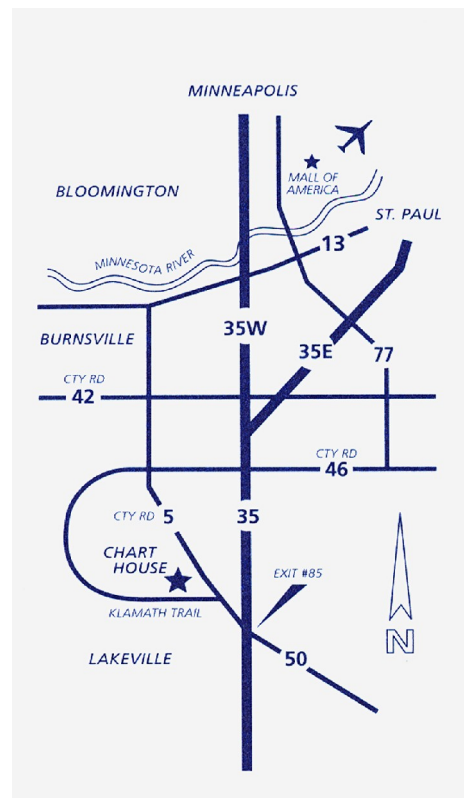 MINNEAPOLIS
MALL OF
AMERICA
BLOOMINGTON
ST. PAUL
13
MINNESOTA RIVER
35W
BURNSVILLE
35E
77
CTY RD
42
CTY RD
46
CTY RD 5
35
CHART
HOUSE
EXIT #85
KLAMATH TRAIL
N
LAKEVILLE
50